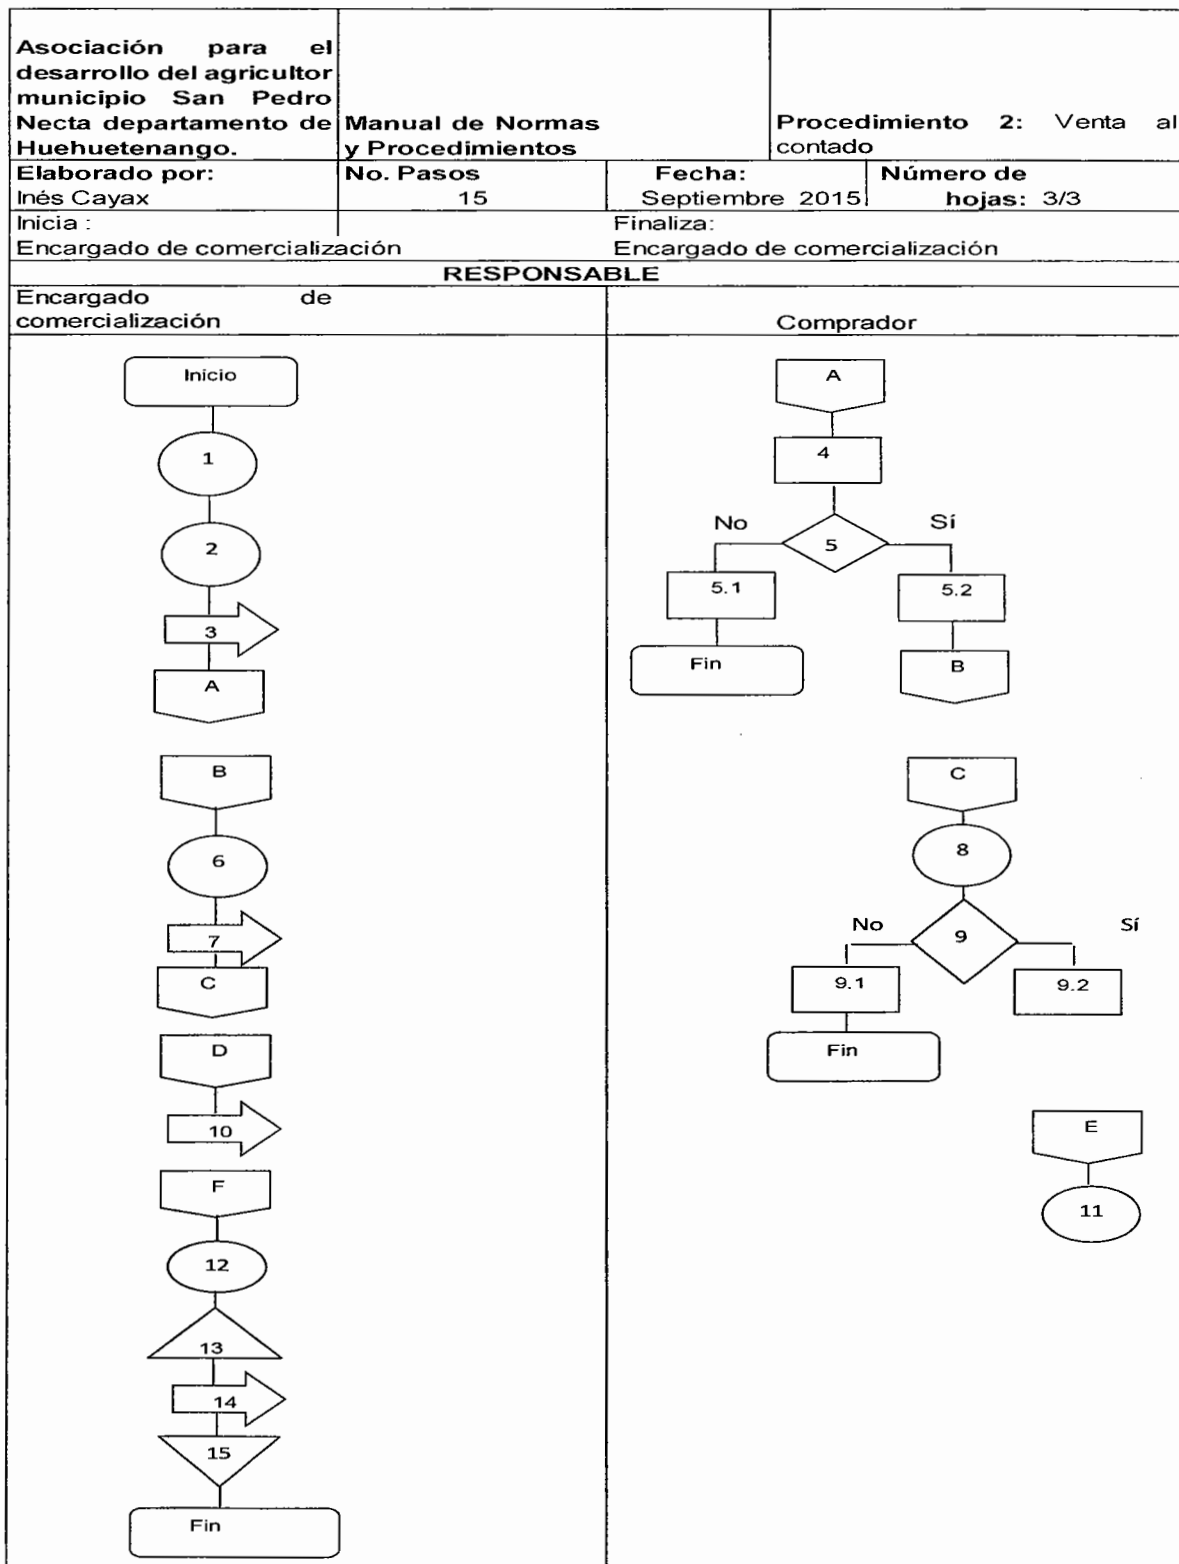 Asociación para el
desarrollo del agricultor
municipio San Pedro
Necta departamento de
Huehuetenango.
Manual de Normas
y Procedimientos
Procedimiento 2: Venta al
contado
Elaborado por:
Inés Cayax
No. Pasos
15
Fecha:
Septiembre 2015
Número de
hojas: 3/3
Inicia :
Encargado de comercialización
Finaliza:
Encargado de comercialización
RESPONSABLE
Encargado de
comercialización
Comprador
Inicio
1
2
3
A
B
6
7
C
D
10
F
12
13
14
15
Fin
A
4
No
5
Sí
5.1
5.2
Fin
B
C
8
No
9
Sí
9.1
9.2
Fin
E
11